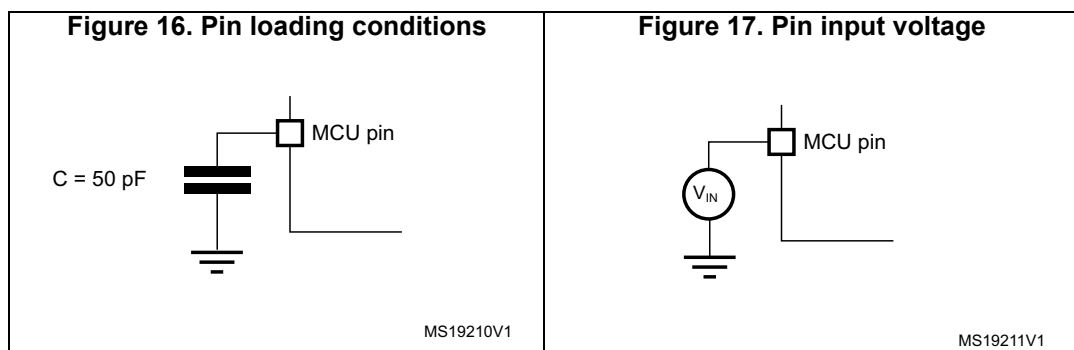 Figure 16. Pin loading conditions
MCU pin
C = 50 pF
MS19210V1
Figure 17. Pin input voltage
MCU pin
VIN
MS19211V1